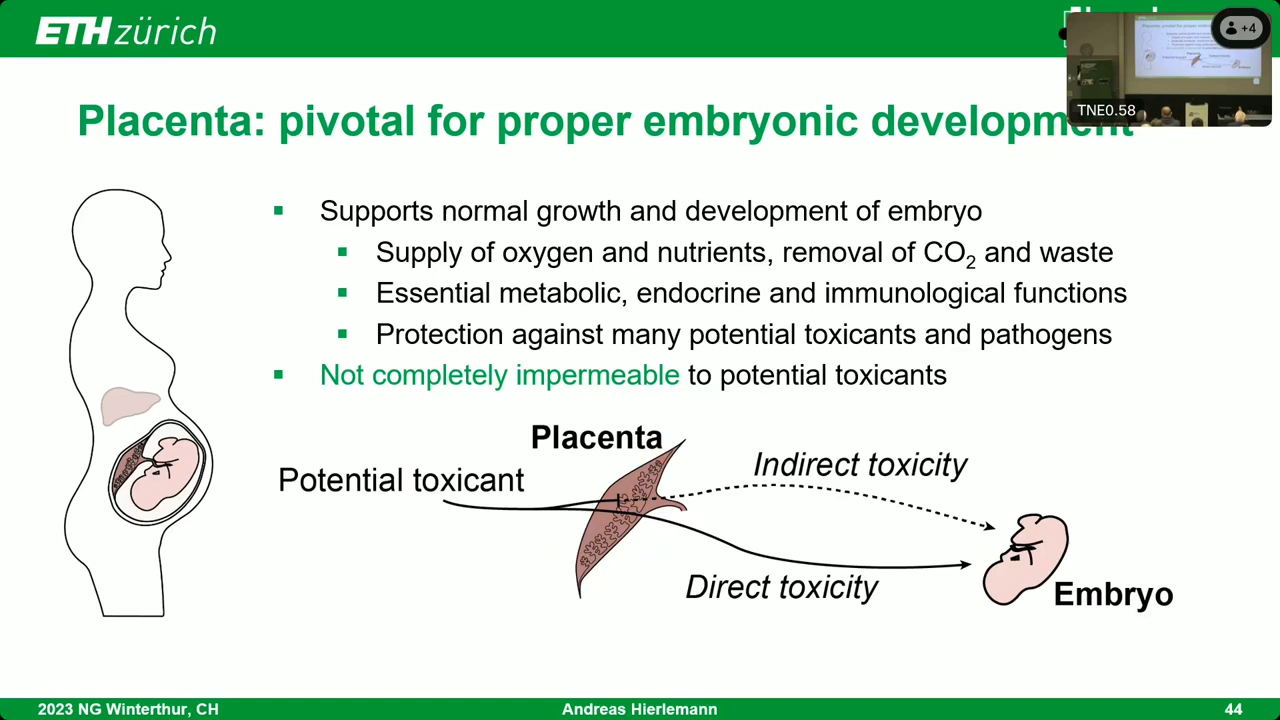 ETH zürich
+4
TNE0.58
Placenta: pivotal for proper embryonic development
▪ Supports normal growth and development of embryo
▪ Supply of oxygen and nutrients, removal of CO₂ and waste
▪ Essential metabolic, endocrine and immunological functions
▪ Protection against many potential toxicants and pathogens
▪ Not completely impermeable to potential toxicants
Placenta
Indirect toxicity
Potential toxicant
Direct toxicity
Embryo
2023 NG Winterthur, CH
Andreas Hierlemann
44